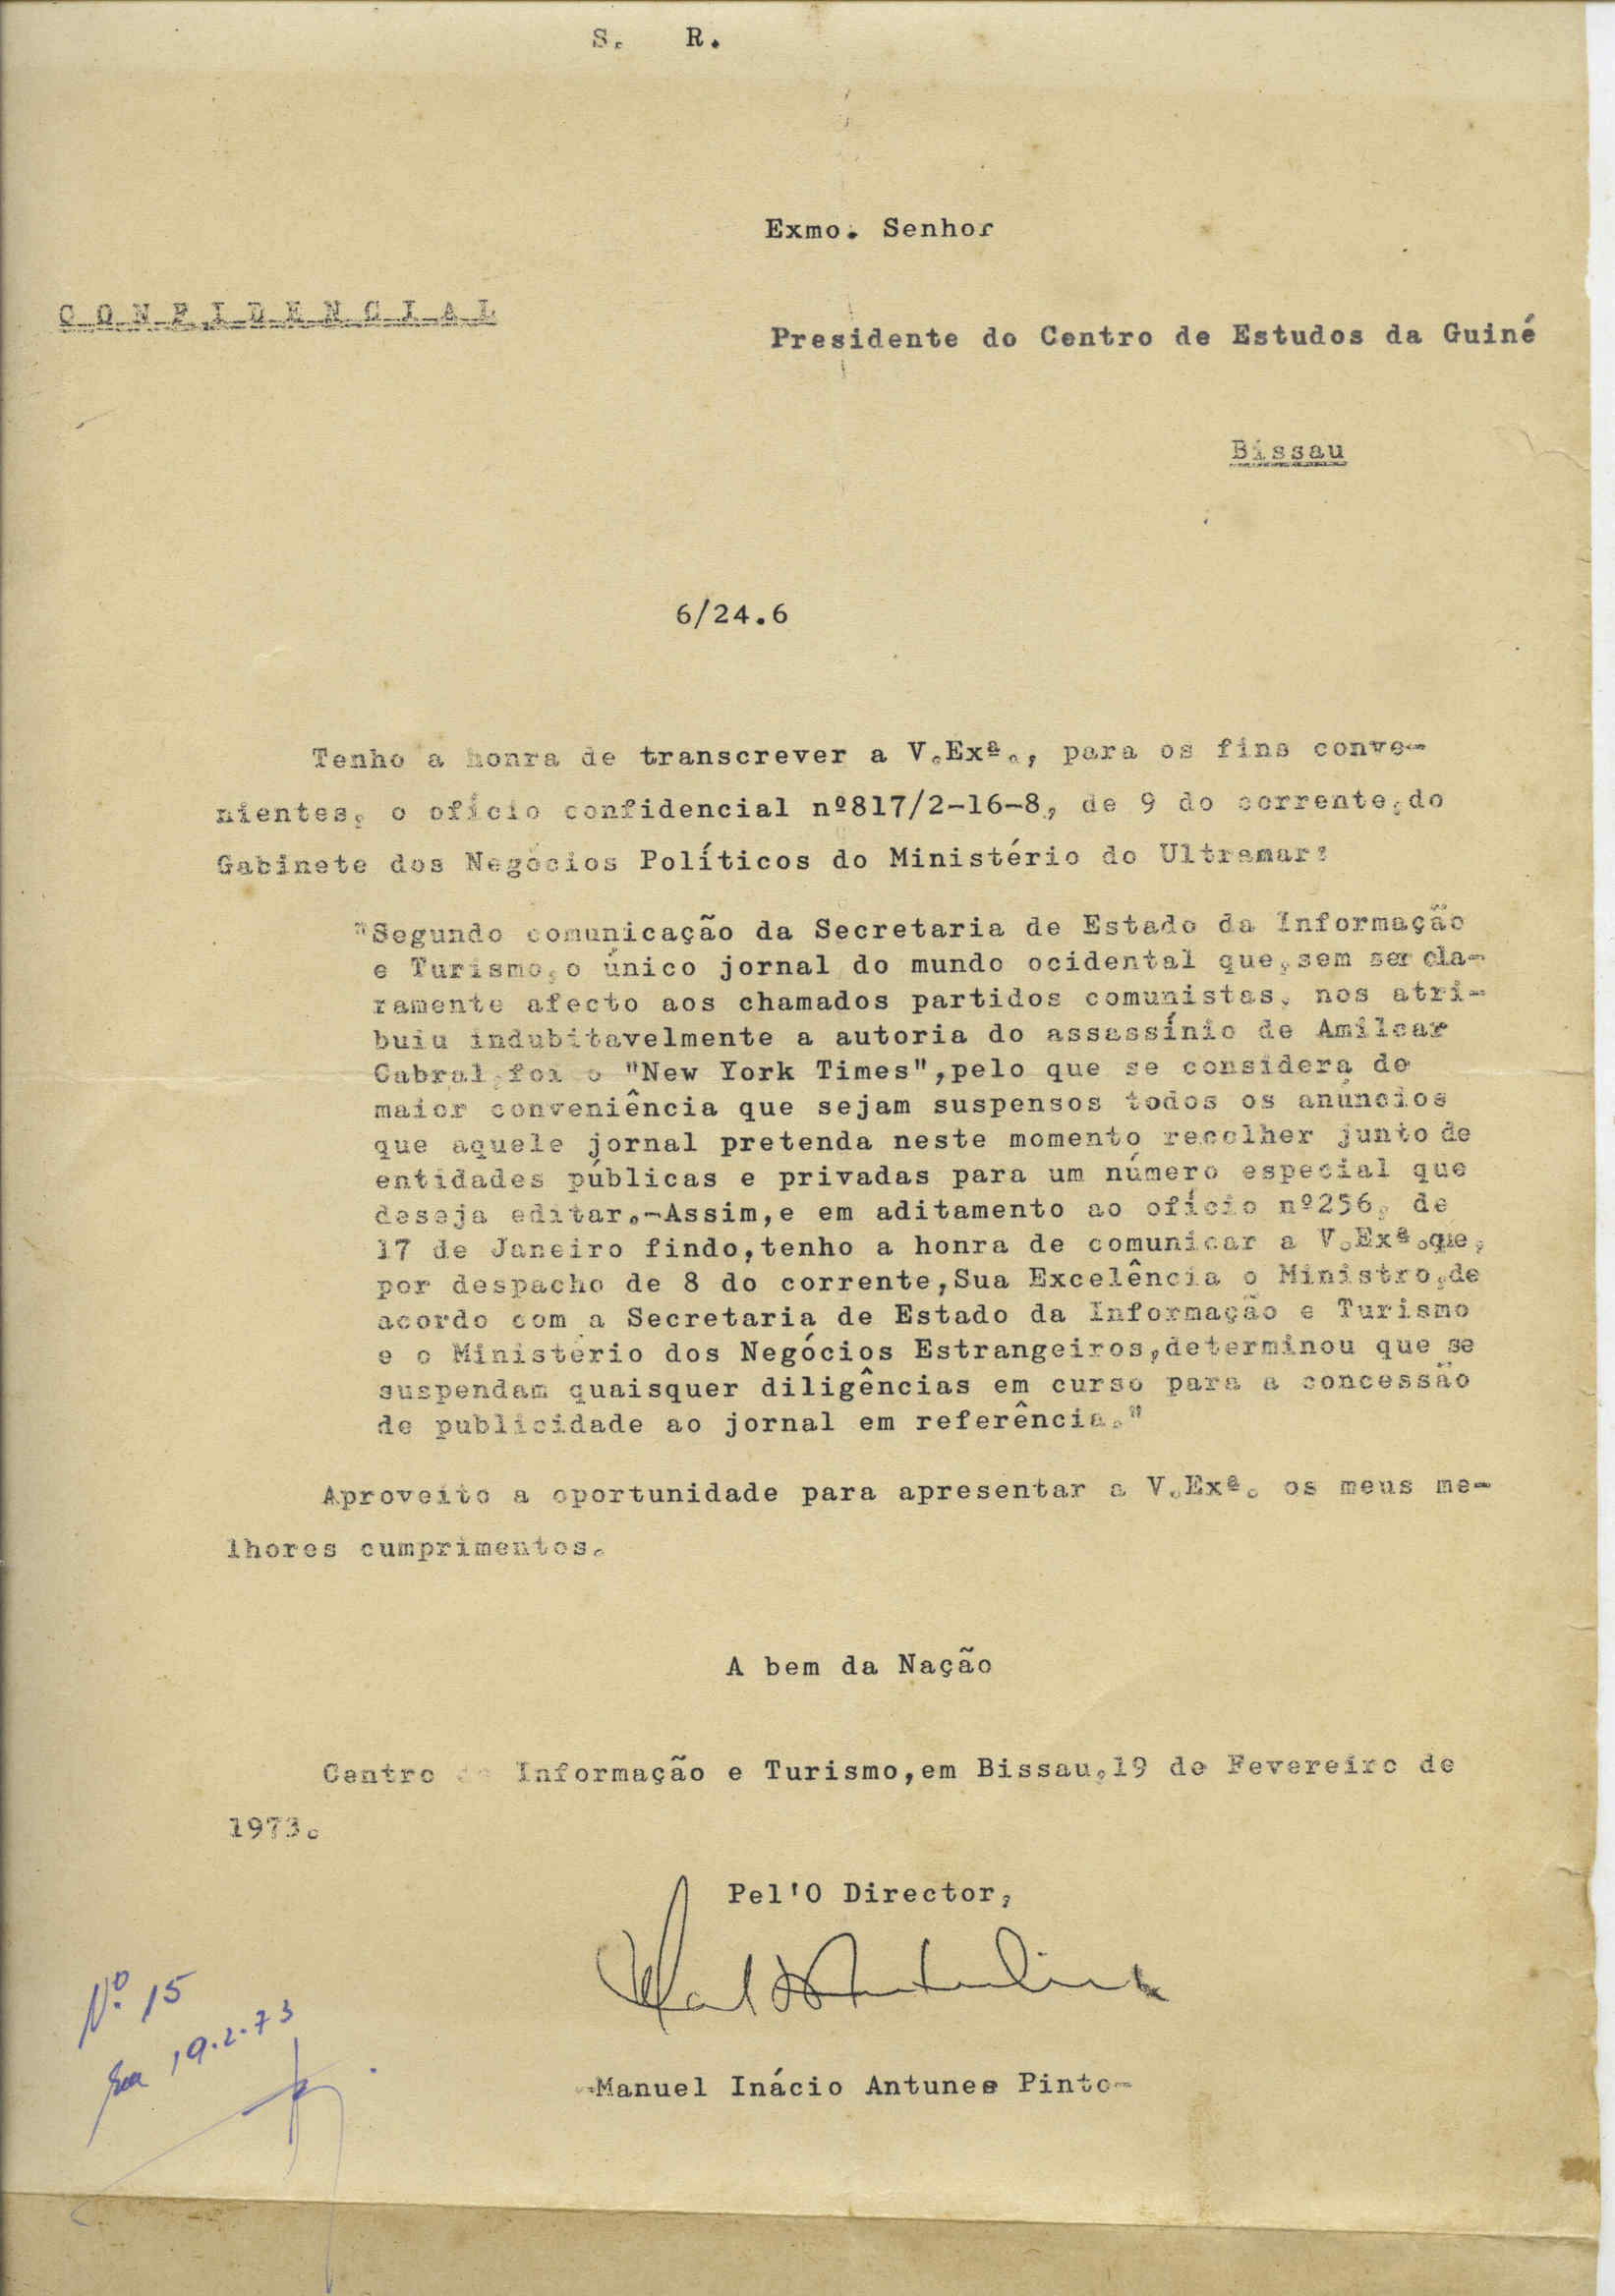 S. R.
Exmo. Senhor
CONFIDENCIAL
Presidente do Centro de Estudos da Guiné
Bissau
6/24.6
Tenho a honra de transcrever a V.Exª., para os fins conve-
nientes, o ofício confidencial nº817/2-16-8, de 9 do corrente,do
Gabinete dos Negócios Políticos do Ministério do Ultramar:
"Segundo comunicação da Secretaria de Estado da Informação
e Turismo,o único jornal do mundo ocidental que,sem ser cla-
ramente afecto aos chamados partidos comunistas, nos atri-
buiu indubitavelmente a autoria do assassínio de Amílcar
Cabral,foi o "New York Times",pelo que se considera de
maior conveniência que sejam suspensos todos os anúncios
que aquele jornal pretenda neste momento recolher junto de
entidades públicas e privadas para um número especial que
deseja editar.-Assim,e em aditamento ao ofício nº256, de
17 de Janeiro findo,tenho a honra de comunicar a V.Exª.que,
por despacho de 8 do corrente,Sua Excelência o Ministro,de
acordo com a Secretaria de Estado da Informação e Turismo
e o Ministério dos Negócios Estrangeiros,determinou que se
suspendam quaisquer diligências em curso para a concessão
de publicidade ao jornal em referência."
Aproveito a oportunidade para apresentar a V.Exª. os meus me-
lhores cumprimentos.
A bem da Nação
Centro de Informação e Turismo,em Bissau,19 de Fevereiro de
1973.
Pel'O Director,
-Manuel Inácio Antunes Pinto-
Nº. 15
Em 19.2.73